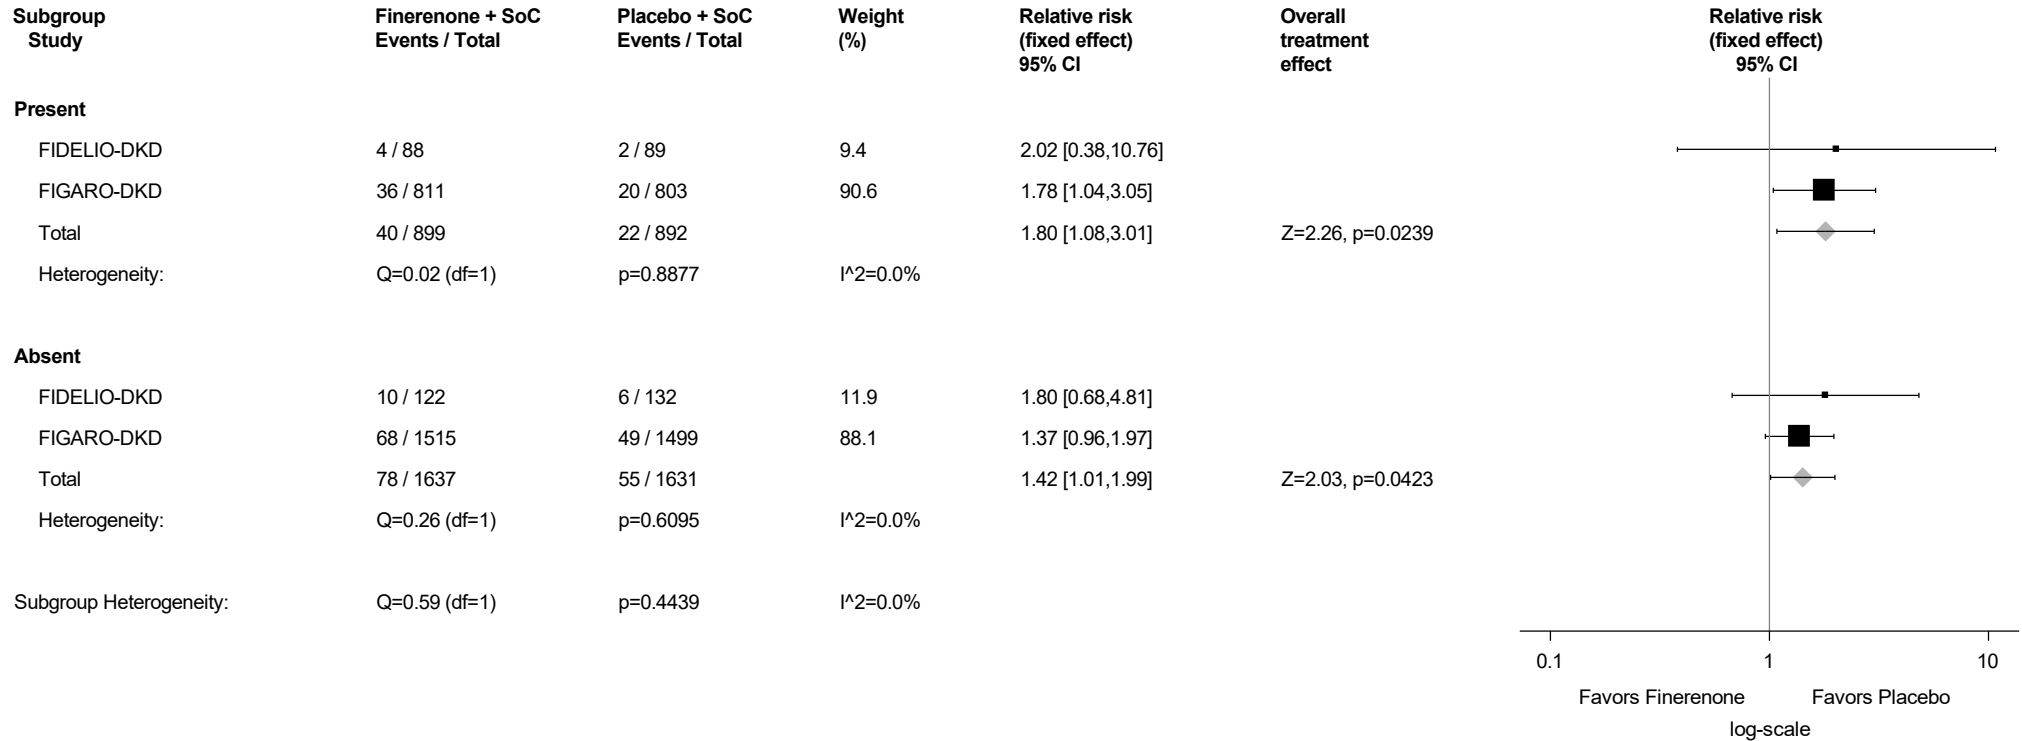 Subgroup Finerenone + SoC Placebo + SoC Weight Relative risk Overall Relative risk
Study Events / Total Events / Total (%) (fixed effect) treatment (fixed effect)
95% CI effect 95% CI
Present
FIDELIO-DKD 4 / 88 2 / 89 9.4 2.02 [0.38,10.76]
FIGARO-DKD 36 / 811 20 / 803 90.6 1.78 [1.04,3.05]
Total 40 / 899 22 / 892 1.80 [1.08,3.01] Z=2.26, p=0.0239
Heterogeneity: Q=0.02 (df=1) p=0.8877 I^2=0.0%
Absent
FIDELIO-DKD 10 / 122 6 / 132 11.9 1.80 [0.68,4.81]
FIGARO-DKD 68 / 1515 49 / 1499 88.1 1.37 [0.96,1.97]
Total 78 / 1637 55 / 1631 1.42 [1.01,1.99] Z=2.03, p=0.0423
Heterogeneity: Q=0.26 (df=1) p=0.6095 I^2=0.0%
Subgroup Heterogeneity: Q=0.59 (df=1) p=0.4439 I^2=0.0%
0.1 1 10
Favors Finerenone Favors Placebo
log-scale